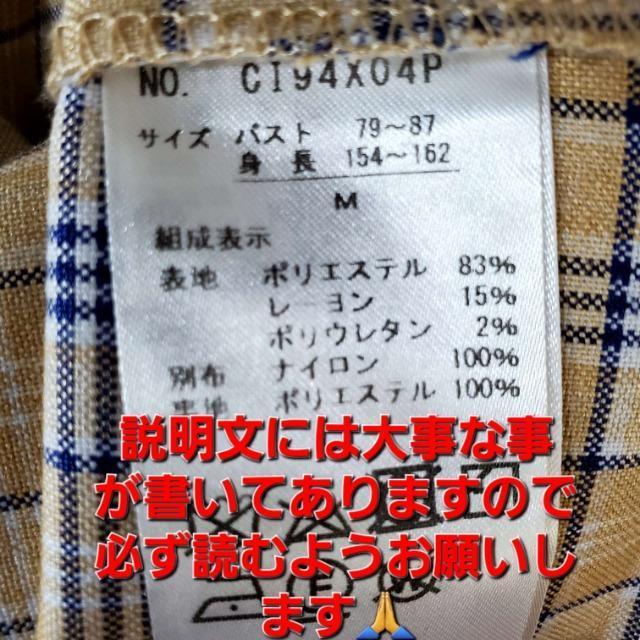 NO. CI94X04P
サイズ バスト 79~87
身長 154~162
M
組成表示
表地 ポリエステル 83%
レーヨン 15%
ポリウレタン 2%
別布 ナイロン 100%
ポリエステル 100%
説明文には大事な事
が書いてありますので
必ず読むようお願いし
ます🙏